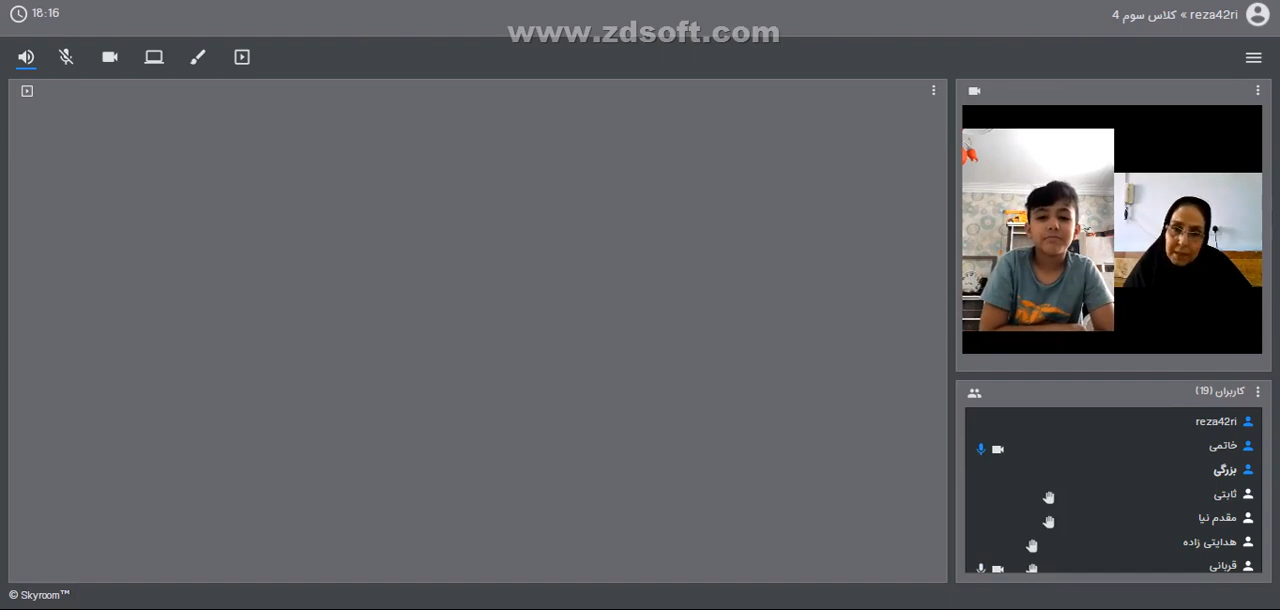 18:16
www.zdsoft.com
reza42ri » کلاس سوم 4
کاربران (19)
reza42ri
خاتمی
بزرگی
ثابتی
مقدم نیا
هدایتی زاده
قربانی
© Skyroom™